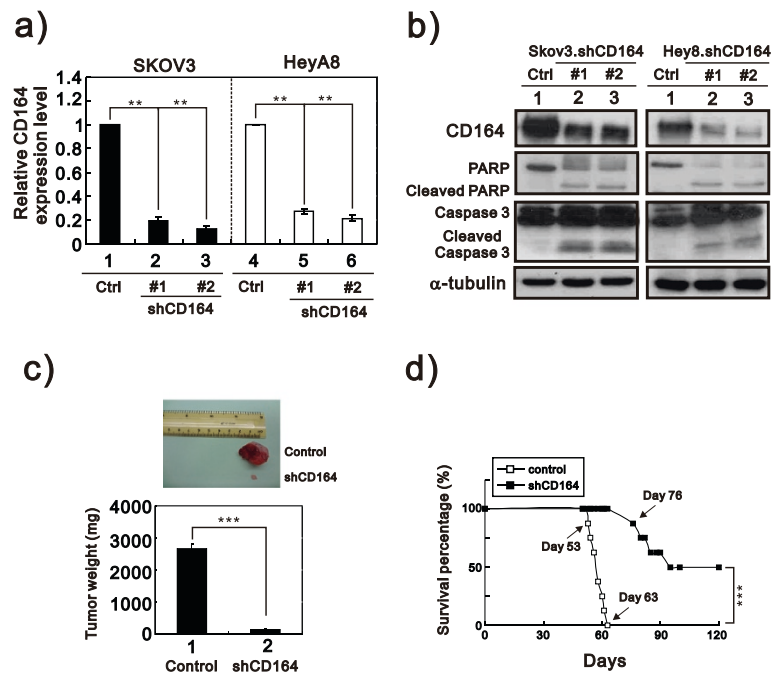 a)
SKOV3 HeyA8
Relative CD164
expression level
1.4
1.2
1
0.8
0.6
0.4
0.2
0
** ** ** **
1 2 3 4 5 6
Ctrl #1 #2 Ctrl #1 #2
shCD164 shCD164
b)
Skov3.shCD164 Hey8.shCD164
Ctrl #1 #2 Ctrl #1 #2
1 2 3 1 2 3
CD164
PARP
Cleaved PARP
Caspase 3
Cleaved
Caspase 3
α-tubulin
c)
Control
shCD164
Tumor weight (mg)
4000
3000
2000
1000
0
***
1 2
Control shCD164
d)
control
shCD164
Survival percentage (%)
100
50
0
Day 53
Day 63
Day 76
***
0 30 60 90 120
Days